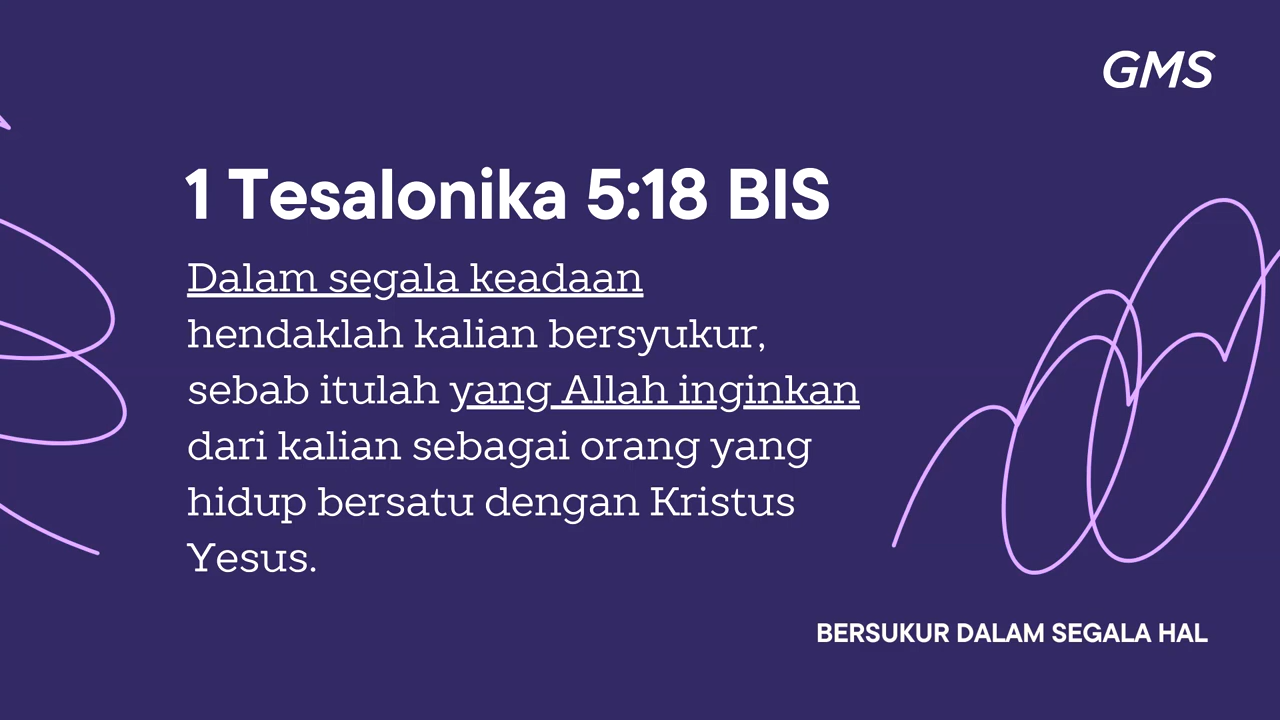 GMS
1 Tesalonika 5:18 BIS
Dalam segala keadaan
hendaklah kalian bersyukur,
sebab itulah yang Allah inginkan
dari kalian sebagai orang yang
hidup bersatu dengan Kristus
Yesus.
BERSUKUR DALAM SEGALA HAL